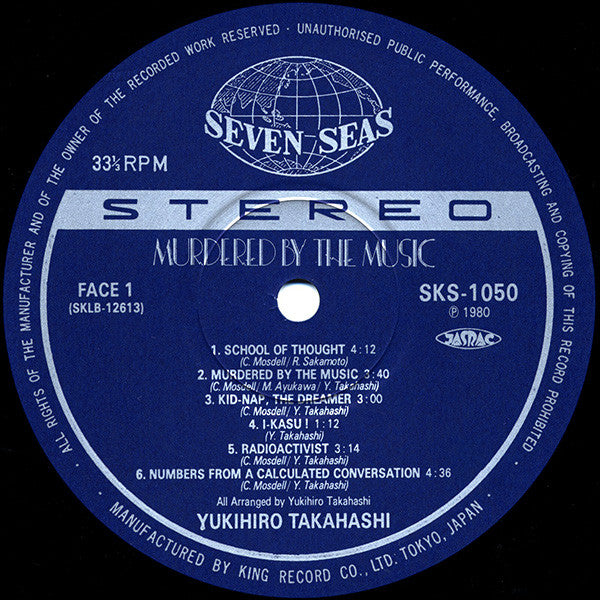 · ALL RIGHTS OF THE MANUFACTURER AND OF THE OWNER OF THE RECORDED WORK RESERVED · UNAUTHORISED PUBLIC PERFORMANCE, BROADCASTING AND COPYING OF THIS RECORD PROHIBITED ·
SEVEN SEAS
33⅓ RPM
STEREO
MURDERED BY THE MUSIC
FACE 1
(SKLB-12613)
SKS-1050
Ⓟ 1980
JASRAC
1. SCHOOL OF THOUGHT 4:12
(C. Mosdell/R. Sakamoto)
2. MURDERED BY THE MUSIC 3:40
(C. Mosdell/M. Ayukawa/Y. Takahashi)
3. KID-NAP, THE DREAMER 3:00
(C. Mosdell/Y. Takahashi)
4. I-KASU! 1:12
(Y. Takahashi)
5. RADIOACTIVIST 3:14
(C. Mosdell/Y. Takahashi)
6. NUMBERS FROM A CALCULATED CONVERSATION 4:36
(C. Mosdell/Y. Takahashi)
All Arranged by Yukihiro Takahashi
YUKIHIRO TAKAHASHI
· MANUFACTURED BY KING RECORD CO., LTD. TOKYO, JAPAN ·